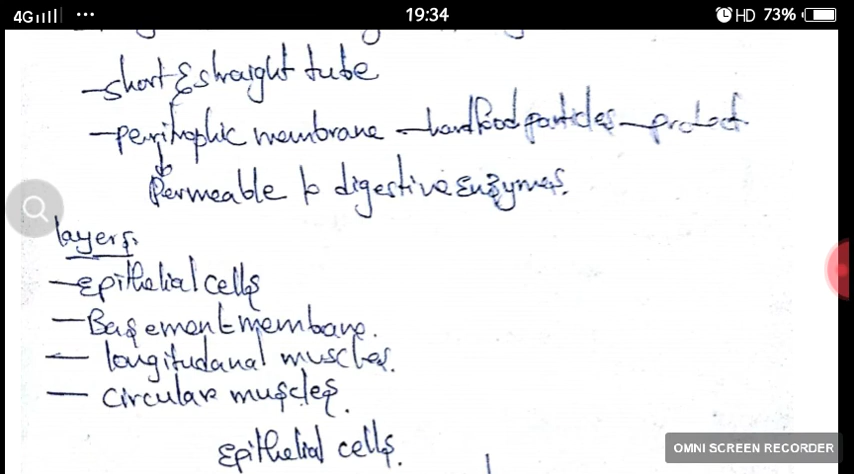 4G ... 19:34 HD 73%
-short & straight tube
-peritrophic membrane - hard food particles - protect
Permeable to digestive enzymes.
layers:
-epithelial cells
-Basement membane.
- longitudanal muscles.
- circular muscles.
Epithelial cells.
OMNI SCREEN RECORDER